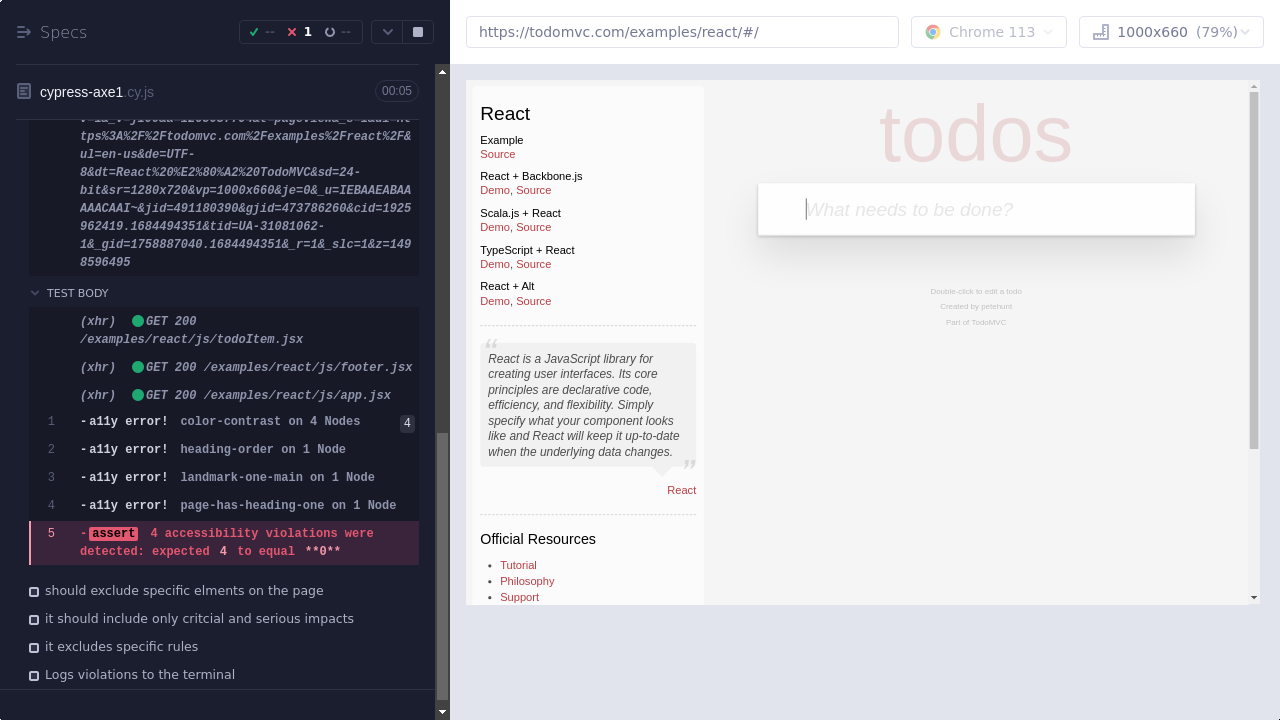 Specs
--
1
--
cypress-axe1.cy.js
00:05
tps%3A%2F%2Ftodomvc.com%2Fexamples%2Freact%2F&
ul=en-us&de=UTF-
8&dt=React%20%E2%80%A2%20TodoMVC&sd=24-
bit&sr=1280x720&vp=1000x660&je=0&_u=IEBAAEABAA
AAACAAI~&jid=491180390&gjid=473786260&cid=1925
962419.1684494351&tid=UA-31081062-
1&_gid=1758887040.1684494351&_r=1&_slc=1&z=149
8596495
TEST BODY
(xhr) GET 200
/examples/react/js/todoItem.jsx
(xhr) GET 200 /examples/react/js/footer.jsx
(xhr) GET 200 /examples/react/js/app.jsx
1 -a11y error! color-contrast on 4 Nodes 4
2 -a11y error! heading-order on 1 Node
3 -a11y error! landmark-one-main on 1 Node
4 -a11y error! page-has-heading-one on 1 Node
5 -assert 4 accessibility violations were
detected: expected 4 to equal **0**
should exclude specific elments on the page
it should include only critcial and serious impacts
it excludes specific rules
Logs violations to the terminal
https://todomvc.com/examples/react/#/
Chrome 113
1000x660 (79%)
React
Example
Source
React + Backbone.js
Demo, Source
Scala.js + React
Demo, Source
TypeScript + React
Demo, Source
React + Alt
Demo, Source
“
React is a JavaScript library for
creating user interfaces. Its core
principles are declarative code,
efficiency, and flexibility. Simply
specify what your component looks
like and React will keep it up-to-date
when the underlying data changes.
”
React
Official Resources
• Tutorial
• Philosophy
• Support
todos
What needs to be done?
Double-click to edit a todo
Created by petehunt
Part of TodoMVC